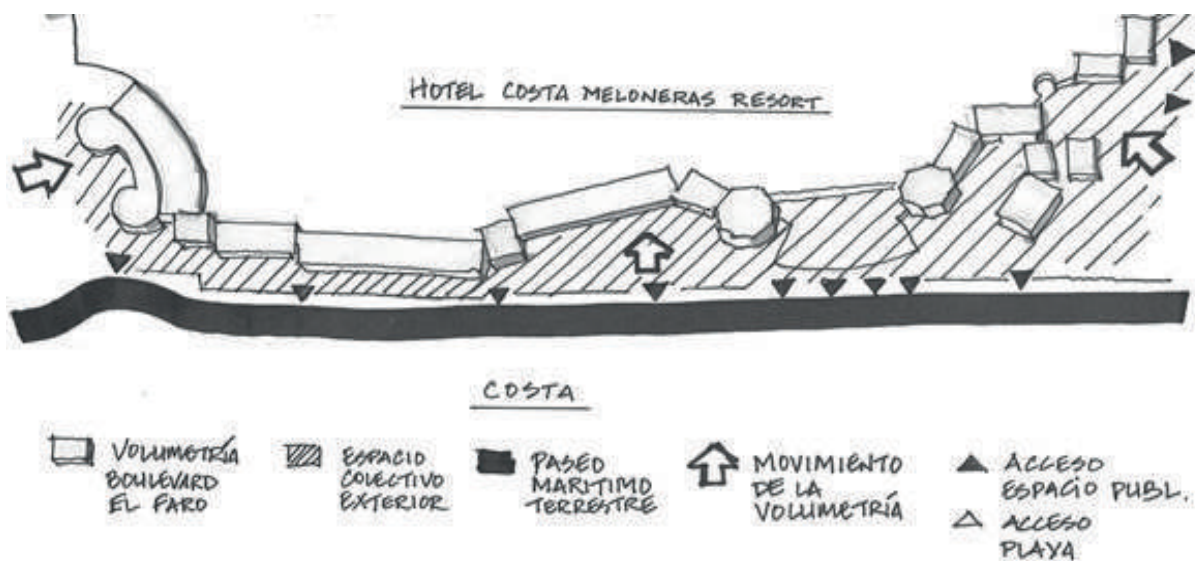 HOTEL COSTA MELONERAS RESORT
COSTA
VOLUMETRÍA
BOULEVARD
EL FARO
ESPACIO
COLECTIVO
EXTERIOR
PASEO
MARITIMO
TERRESTRE
MOVIMIENTO
DE LA
VOLUMETRÍA
ACCESO
ESPACIO PUBL.
ACCESO
PLAYA